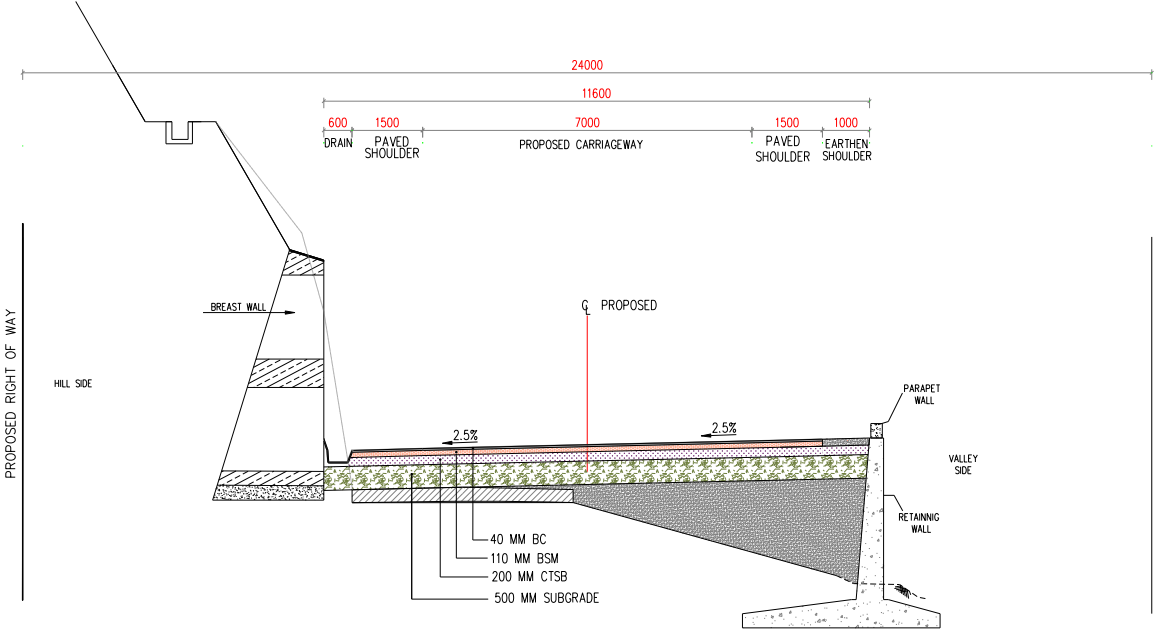 24000
11600
600
1500
7000
1500
1000
DRAIN
PAVED
SHOULDER
PROPOSED CARRIAGEWAY
PAVED
SHOULDER
EARTHEN
SHOULDER
PROPOSED RIGHT OF WAY
BREAST WALL
HILL SIDE
℄ PROPOSED
2.5%
2.5%
PARAPET
WALL
VALLEY
SIDE
RETAINNIG
WALL
40 MM BC
110 MM BSM
200 MM CTSB
500 MM SUBGRADE